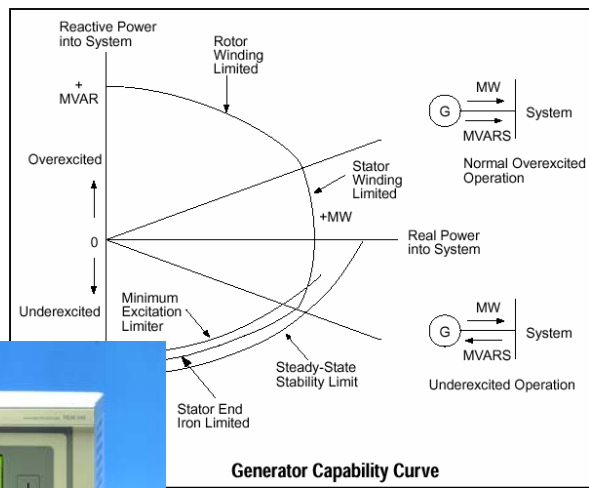 Reactive Power
into System
+
MVAR
Overexcited
0
Underexcited
Rotor
Winding
Limited
Stator
Winding
Limited
+MW
Real Power
into System
Minimum
Excitation
Limiter
Steady-State
Stability Limit
Stator End
Iron Limited
MW
G
System
MVARS
Normal Overexcited
Operation
MW
G
System
MVARS
Underexcited Operation
Generator Capability Curve